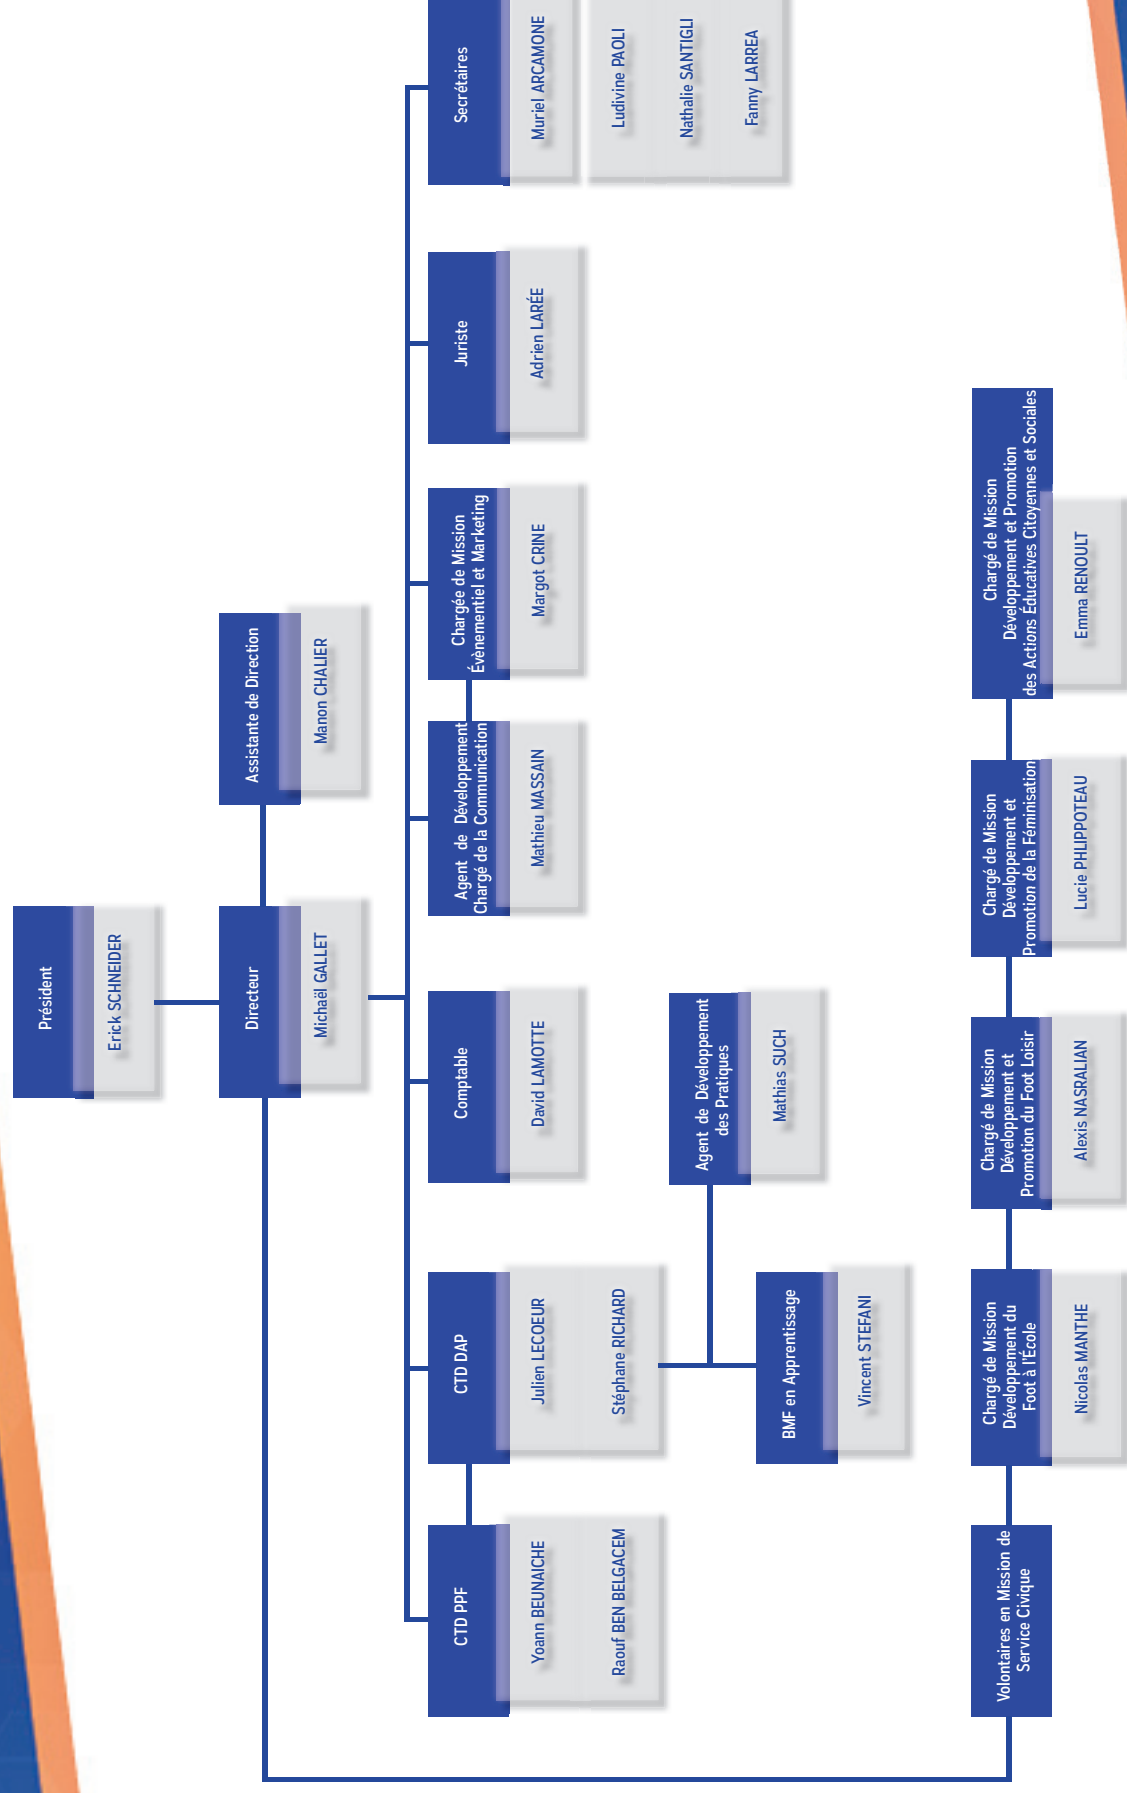 Président
Erick SCHNEIDER
Directeur
Michaël GALLET
Assistante de Direction
Manon CHALIER
CTD PPF
Yoann BEUNAICHE
Raouf BEN BELGACEM
CTD DAP
Julien LECOEUR
Stéphane RICHARD
Comptable
David LAMOTTE
Agent de Développement
Chargé de la Communication
Mathieu MASSAIN
Chargée de Mission
Évènementiel et Marketing
Margot CRINE
Juriste
Adrien LARÉE
Secrétaires
Muriel ARCAMONE
Ludivine PAOLI
Nathalie SANTIGLI
Fanny LARREA
Agent de Développement
des Pratiques
Mathias SUCH
BMF en Apprentissage
Vincent STEFANI
Volontaires en Mission de
Service Civique
Chargé de Mission
Développement du
Foot à l'École
Nicolas MANTHE
Chargé de Mission
Développement et
Promotion du Foot Loisir
Alexis NASRALIAN
Chargé de Mission
Développement et
Promotion de la Féminisation
Lucie PHLIPPOTEAU
Chargé de Mission
Développement et Promotion
des Actions Éducatives Citoyennes et Sociales
Emma RENOULT